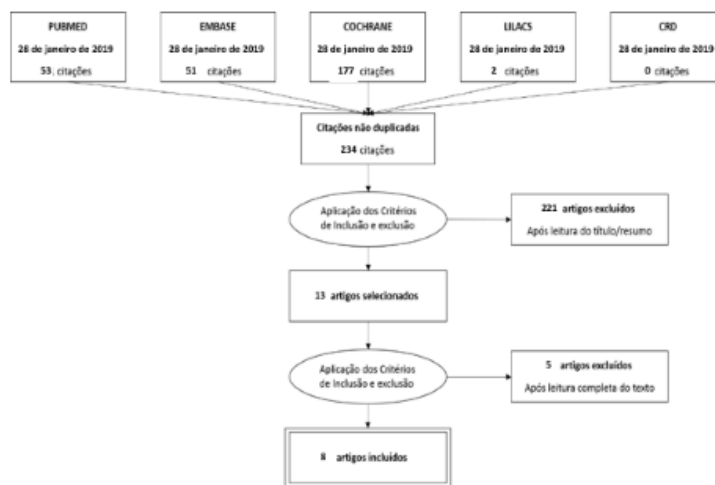 PUBMED
28 de janeiro de 2019
53 citações
EMBASE
28 de janeiro de 2019
51 citações
COCHRANE
28 de janeiro de 2019
177 citações
LILACS
28 de janeiro de 2019
2 citações
CRD
28 de janeiro de 2019
0 citações
Citações não duplicadas
234 citações
Aplicação dos Critérios
de Inclusão e exclusão
221 artigos excluídos
Após leitura do título/resumo
13 artigos selecionados
Aplicação dos Critérios
de Inclusão e exclusão
5 artigos excluídos
Após leitura completa do texto
8 artigos incluídos